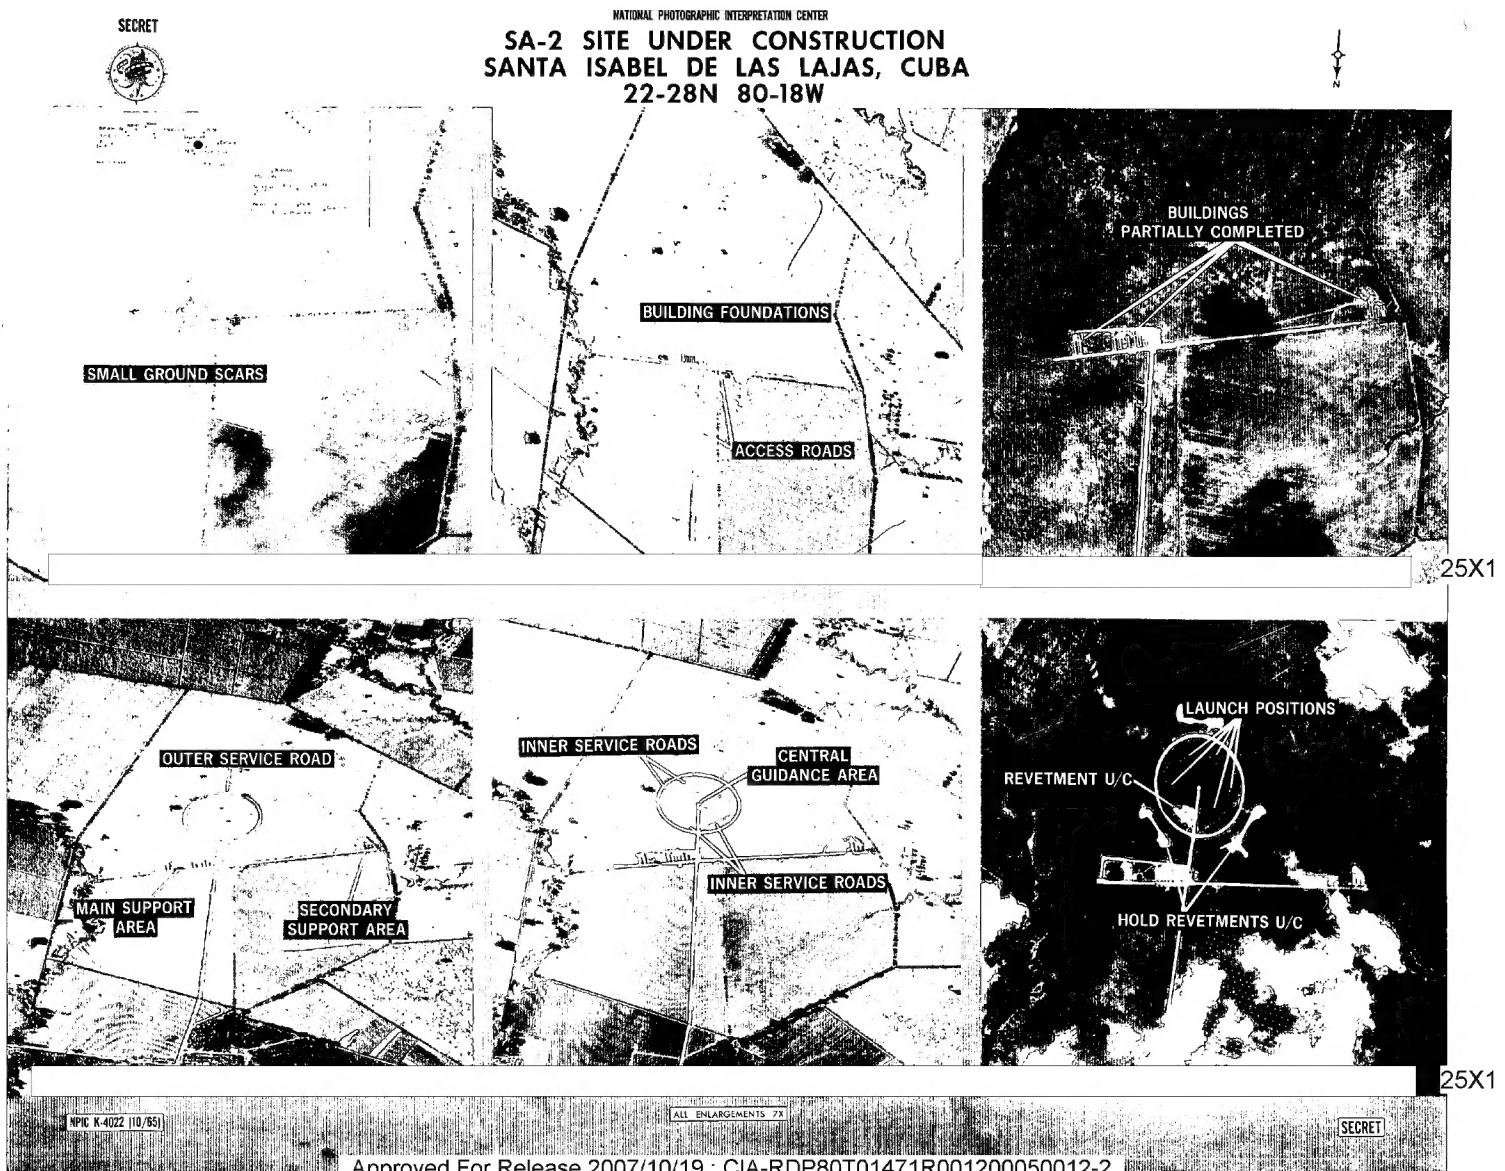 NATIONAL PHOTOGRAPHIC INTERPRETATION CENTER
SECRET
SA-2 SITE UNDER CONSTRUCTION
SANTA ISABEL DE LAS LAJAS, CUBA
22-28N 80-18W
N
SMALL GROUND SCARS
BUILDING FOUNDATIONS
ACCESS ROADS
BUILDINGS
PARTIALLY COMPLETED
25X1
OUTER SERVICE ROAD
MAIN SUPPORT
AREA
SECONDARY
SUPPORT AREA
INNER SERVICE ROADS
CENTRAL
GUIDANCE AREA
INNER SERVICE ROADS
LAUNCH POSITIONS
REVETMENT U/C
HOLD REVETMENTS U/C
25X1
NPIC K-4022 (10/65)
ALL ENLARGEMENTS 7X
SECRET
Approved For Release 2007/10/19 : CIA-RDP80T01471R001200050012-2